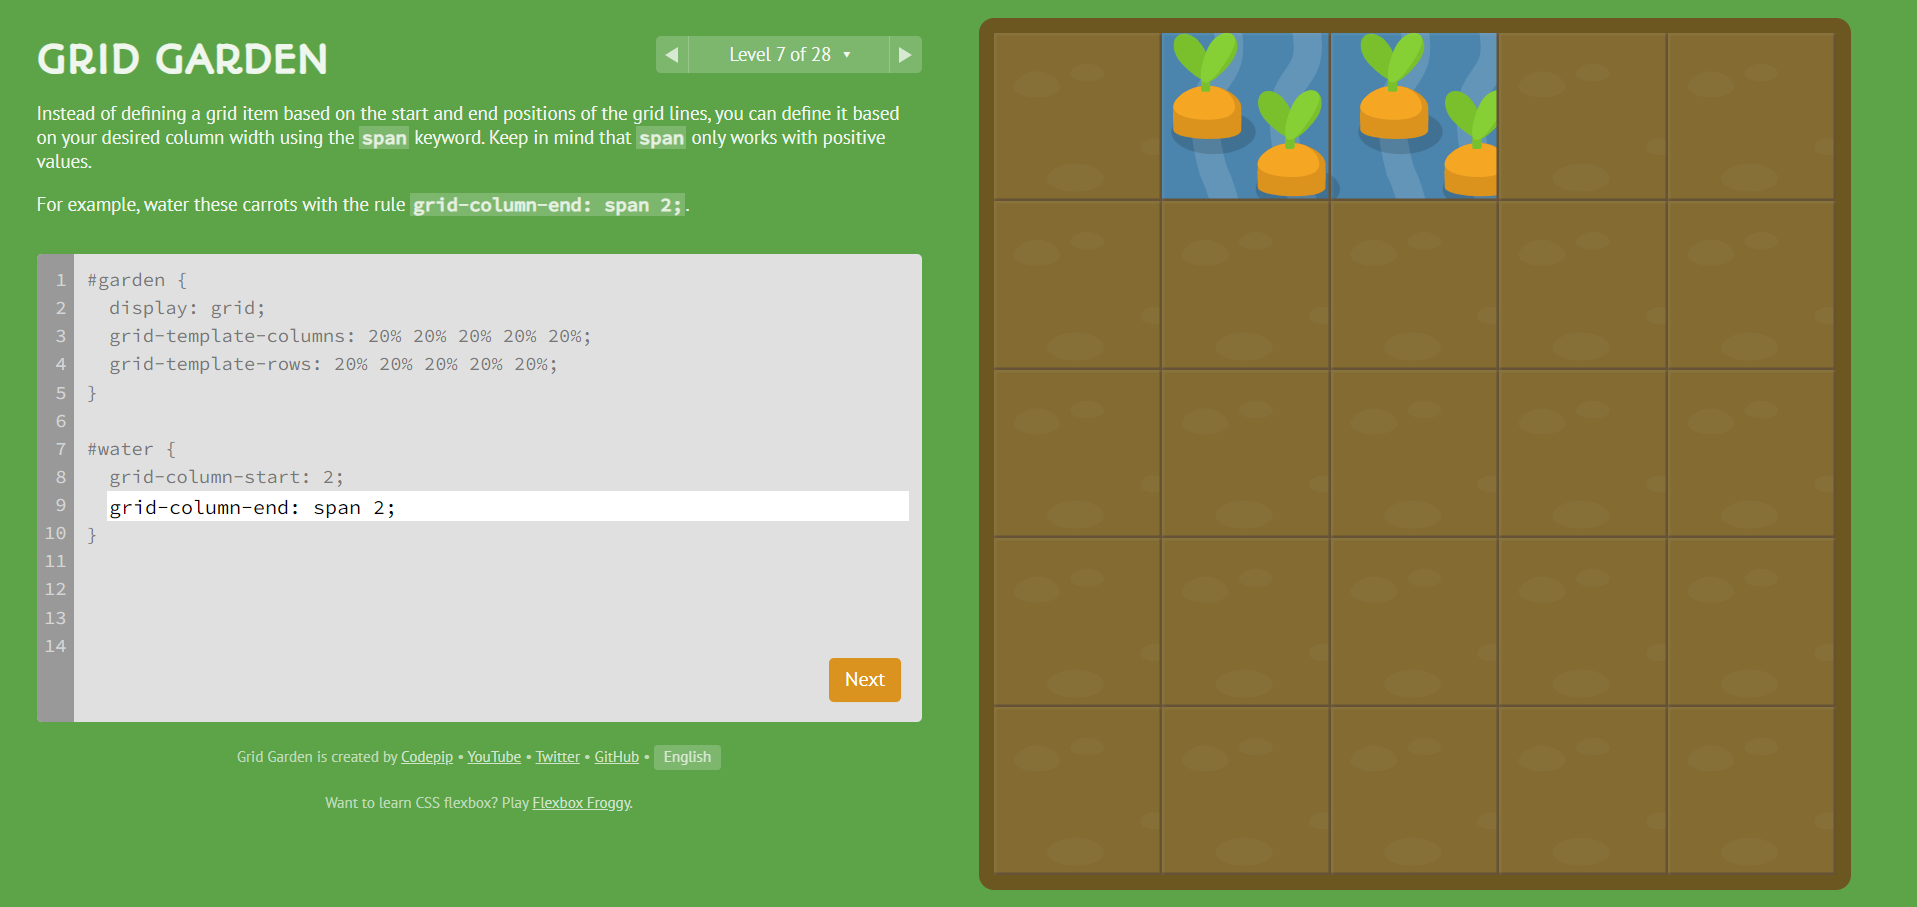 GRID GARDEN
Level 7 of 28
Instead of defining a grid item based on the start and end positions of the grid lines, you can define it based
on your desired column width using the span keyword. Keep in mind that span only works with positive
values.
For example, water these carrots with the rule grid-column-end: span 2;.
1 #garden {
2 display: grid;
3 grid-template-columns: 20% 20% 20% 20% 20%;
4 grid-template-rows: 20% 20% 20% 20% 20%;
5 }
6
7 #water {
8 grid-column-start: 2;
9 grid-column-end: span 2;
10 }
11
12
13
14
Next
Grid Garden is created by Codepip • YouTube • Twitter • GitHub • English
Want to learn CSS flexbox? Play Flexbox Froggy.